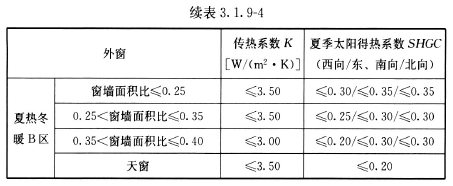 续表 3.1.9-4
外窗
传热系数 K
[W/(m²·K)]
夏季太阳得热系数 SHGC
(西向/东、南向/北向)
夏热冬
暖 B 区
窗墙面积比≤0.25
≤3.50
≤0.30/≤0.35/≤0.35
0.25<窗墙面积比≤0.35
≤3.50
≤0.25/≤0.30/≤0.30
0.35<窗墙面积比≤0.40
≤3.00
≤0.20/≤0.30/≤0.30
天窗
≤3.50
≤0.20